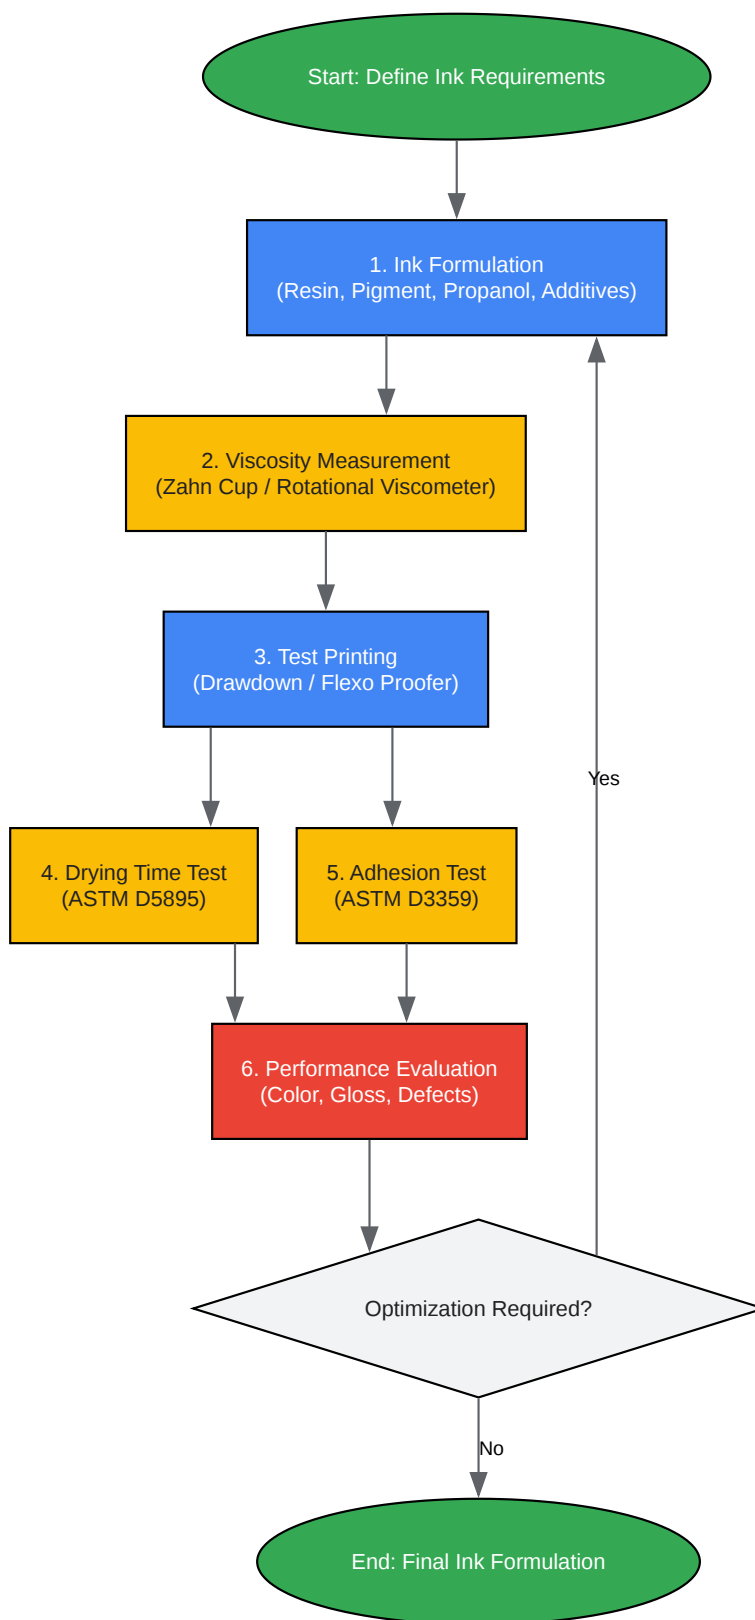 Start: Define Ink Requirements
1. Ink Formulation
(Resin, Pigment, Propanol, Additives)
2. Viscosity Measurement
(Zahn Cup / Rotational Viscometer)
3. Test Printing
(Drawdown / Flexo Proofer)
Yes
4. Drying Time Test
(ASTM D5895)
5. Adhesion Test
(ASTM D3359)
6. Performance Evaluation
(Color, Gloss, Defects)
Optimization Required?
No
End: Final Ink Formulation